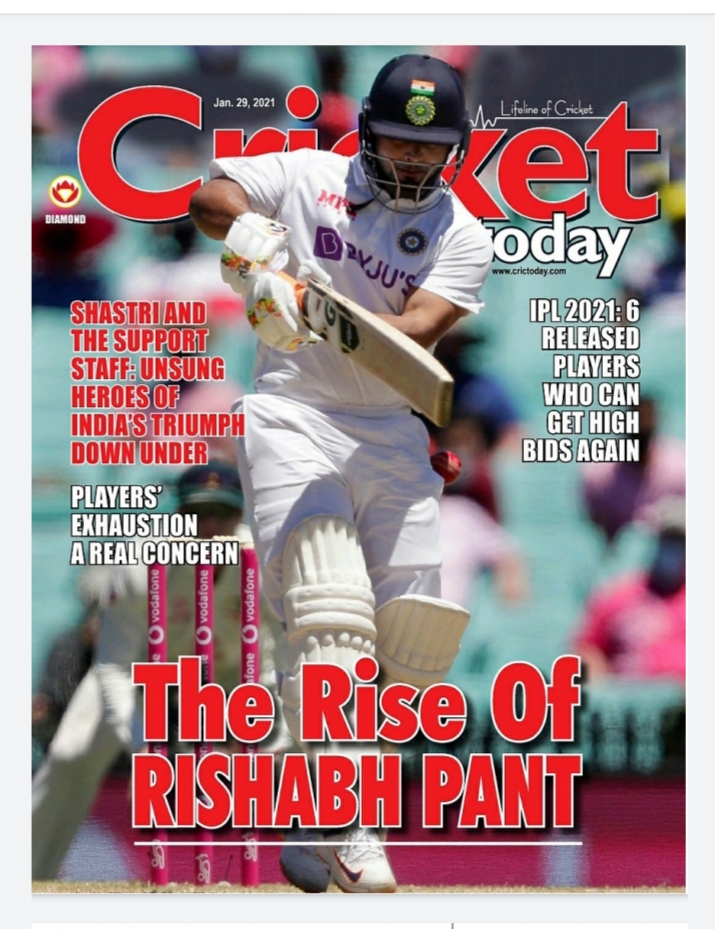 Jan. 29, 2021
Lifeline of Cricket
Cricket
today
www.crictoday.com
DIAMOND
SHASTRI AND
THE SUPPORT
STAFF: UNSUNG
HEROES OF
INDIA'S TRIUMPH
DOWN UNDER
PLAYERS'
EXHAUSTION
A REAL CONCERN
IPL 2021: 6
RELEASED
PLAYERS
WHO CAN
GET HIGH
BIDS AGAIN
BYJU'S
vodafone
vodafone
vodafone
The Rise Of
RISHABH PANT